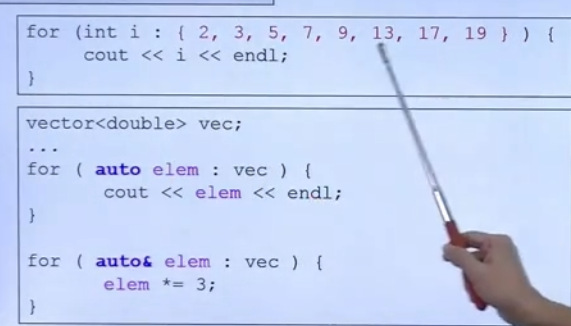 for (int i : { 2, 3, 5, 7, 9, 13, 17, 19 } ) {
cout << i << endl;
}
vector<double> vec;
...
for ( auto elem : vec ) {
cout << elem << endl;
}
for ( auto& elem : vec ) {
elem *= 3;
}